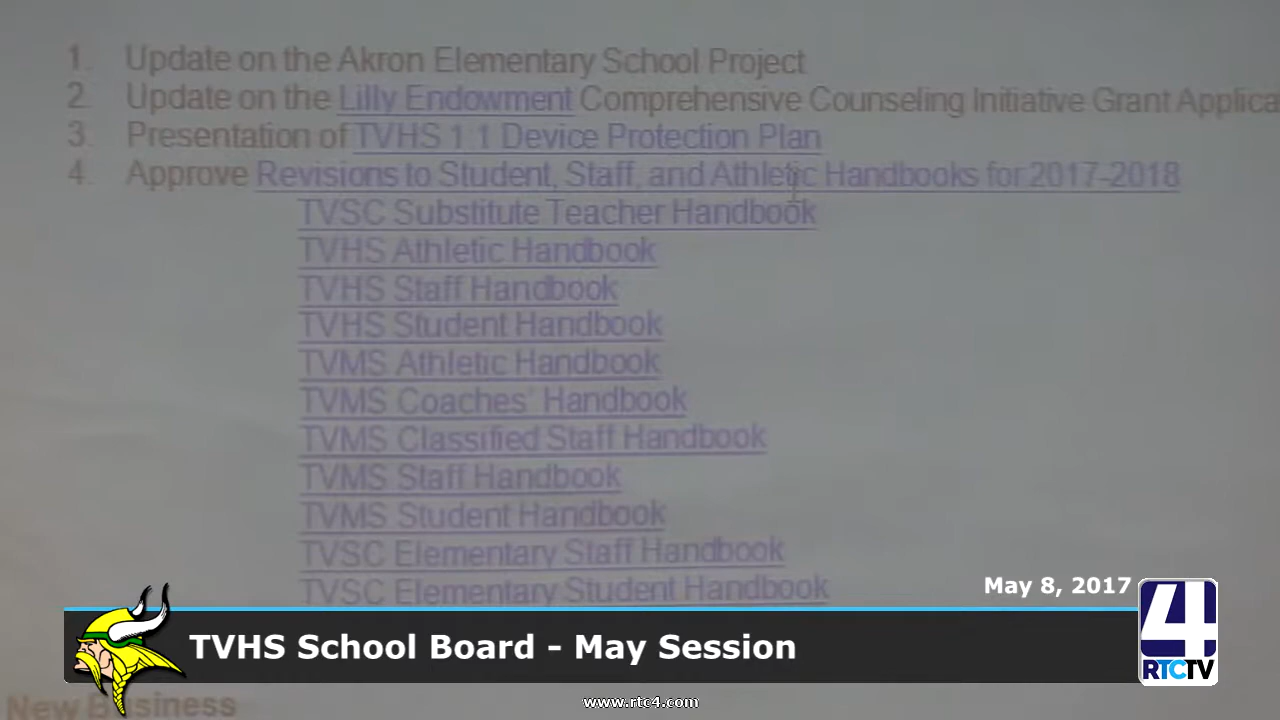 1. Update on the Akron Elementary School Project
2. Update on the Lilly Endowment Comprehensive Counseling Initiative Grant Applica
3. Presentation of TVHS 1:1 Device Protection Plan
4. Approve Revisions to Student, Staff, and Athletic Handbooks for 2017-2018
TVSC Substitute Teacher Handbook
TVHS Athletic Handbook
TVHS Staff Handbook
TVHS Student Handbook
TVMS Athletic Handbook
TVMS Coaches' Handbook
TVMS Classified Staff Handbook
TVMS Staff Handbook
TVMS Student Handbook
TVSC Elementary Staff Handbook
TVSC Elementary Student Handbook
May 8, 2017
4
RTCTV
TVHS School Board - May Session
New Business
www.rtc4.com